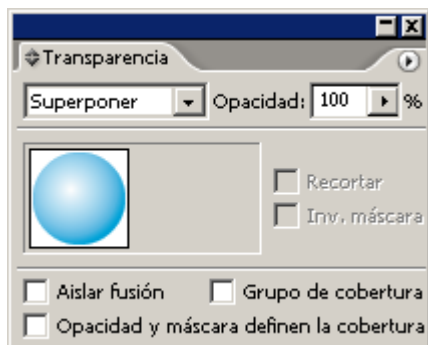 Transparencia
Superponer Opacidad: 100 %
Recortar
Inv. máscara
Aislar fusión Grupo de cobertura
Opacidad y máscara definen la cobertura